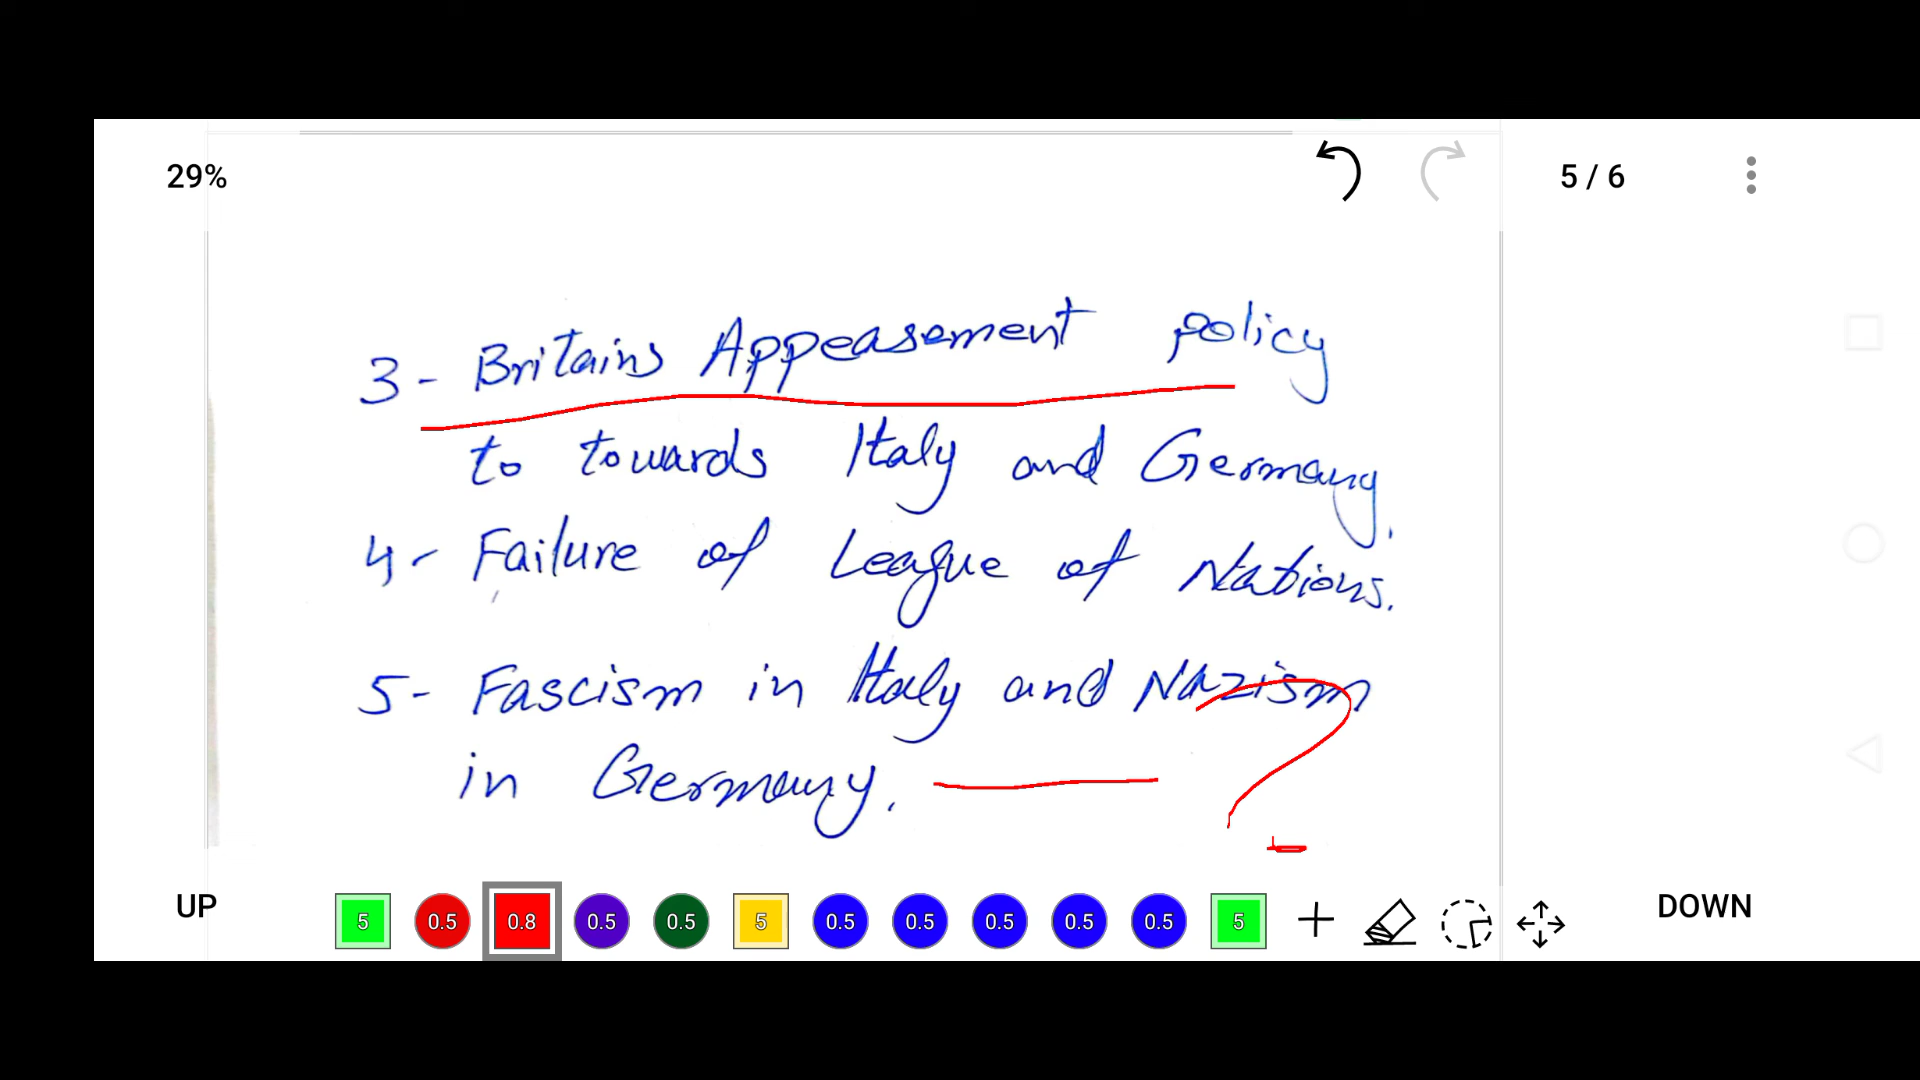 29%
5 / 6
3- Britains Appeasement policy
to towards Italy and Germany.
4- Failure of League of Nations.
5- Fascism in Italy and Nazism
in Germany. ?
UP
5 0.5 0.8 0.5 0.5 5 0.5 0.5 0.5 0.5 0.5 5
DOWN